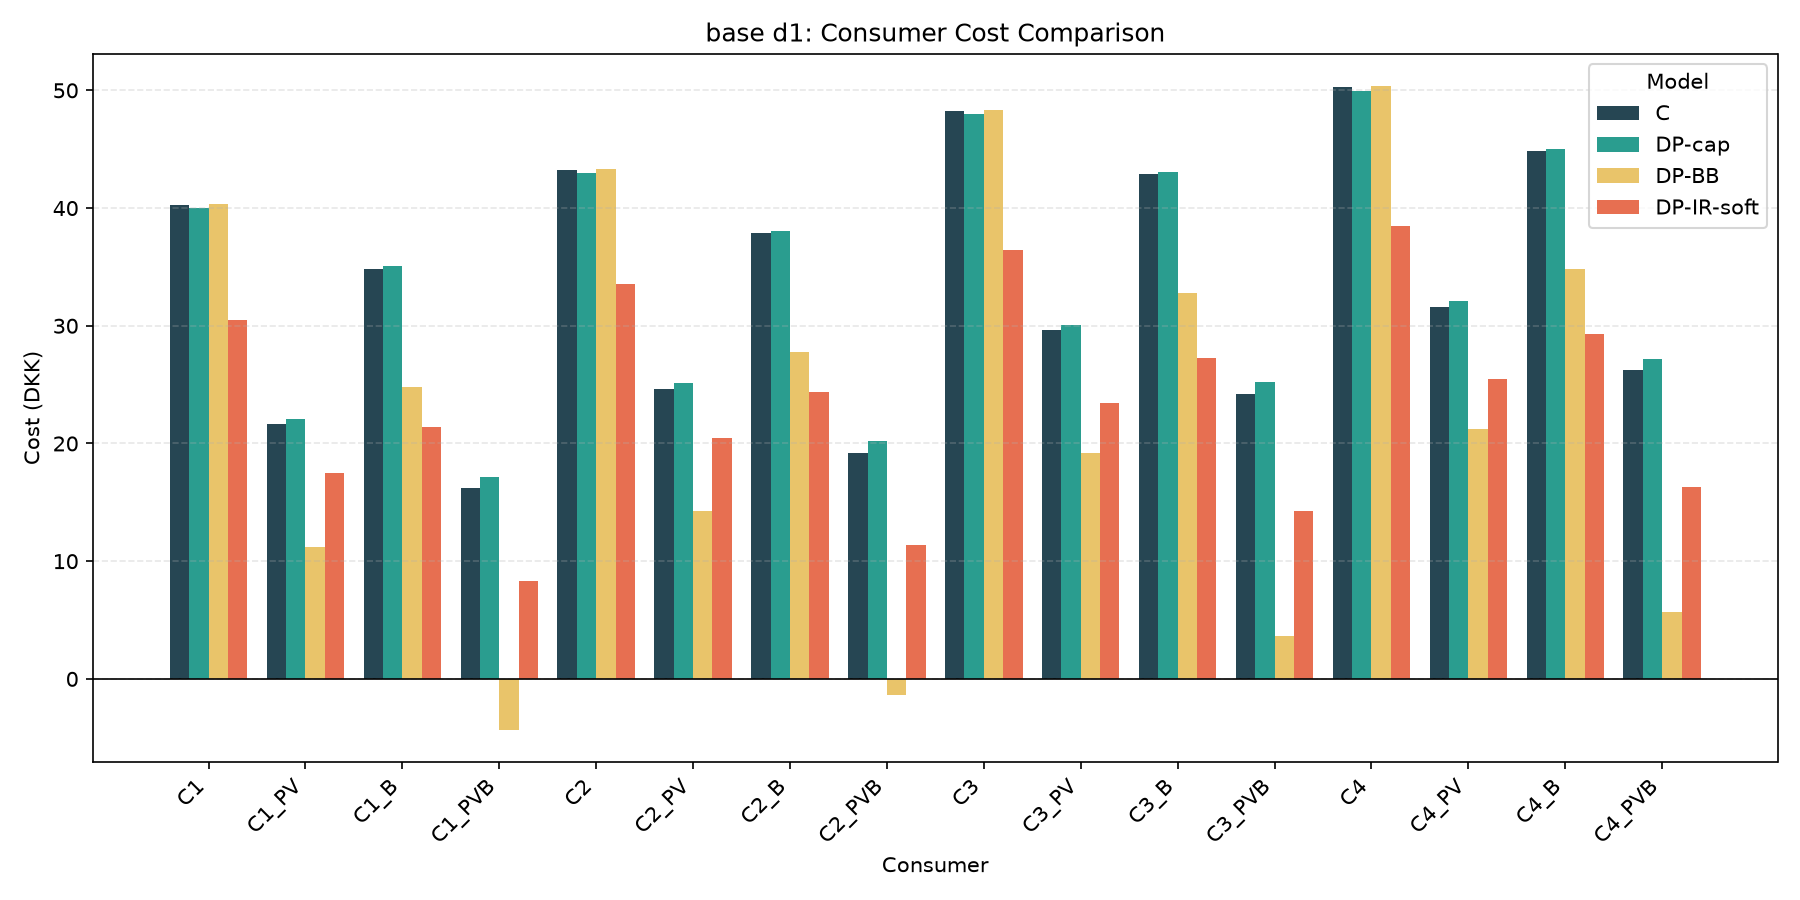 base d1: Consumer Cost Comparison
Model
C
DP-cap
DP-BB
DP-IR-soft
Cost (DKK)
50
40
30
20
10
0
C1
C1_PV
C1_B
C1_PVB
C2
C2_PV
C2_B
C2_PVB
C3
C3_PV
C3_B
C3_PVB
C4
C4_PV
C4_B
C4_PVB
Consumer